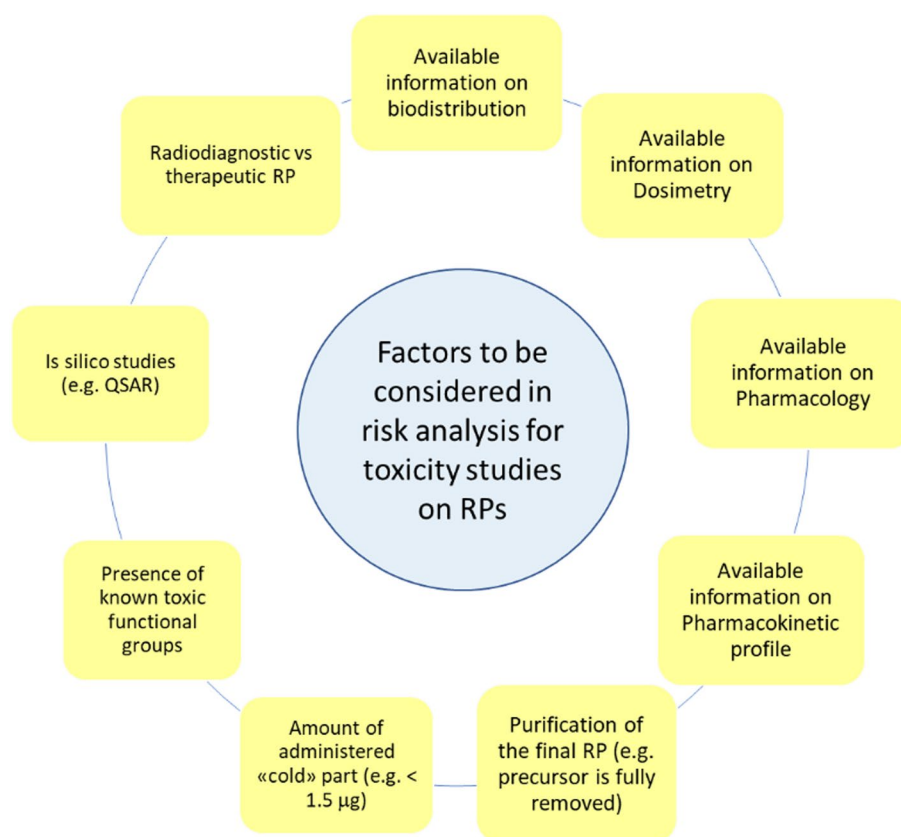 Available
information on
biodistribution
Available
information on
Dosimetry
Available
information on
Pharmacology
Available
information on
Pharmacokinetic
profile
Purification of
the final RP (e.g.
precursor is fully
removed)
Amount of
administered
«cold» part (e.g. <
1.5 µg)
Presence of
known toxic
functional
groups
Is silico studies
(e.g. QSAR)
Radiodiagnostic vs
therapeutic RP
Factors to be
considered in
risk analysis for
toxicity studies
on RPs